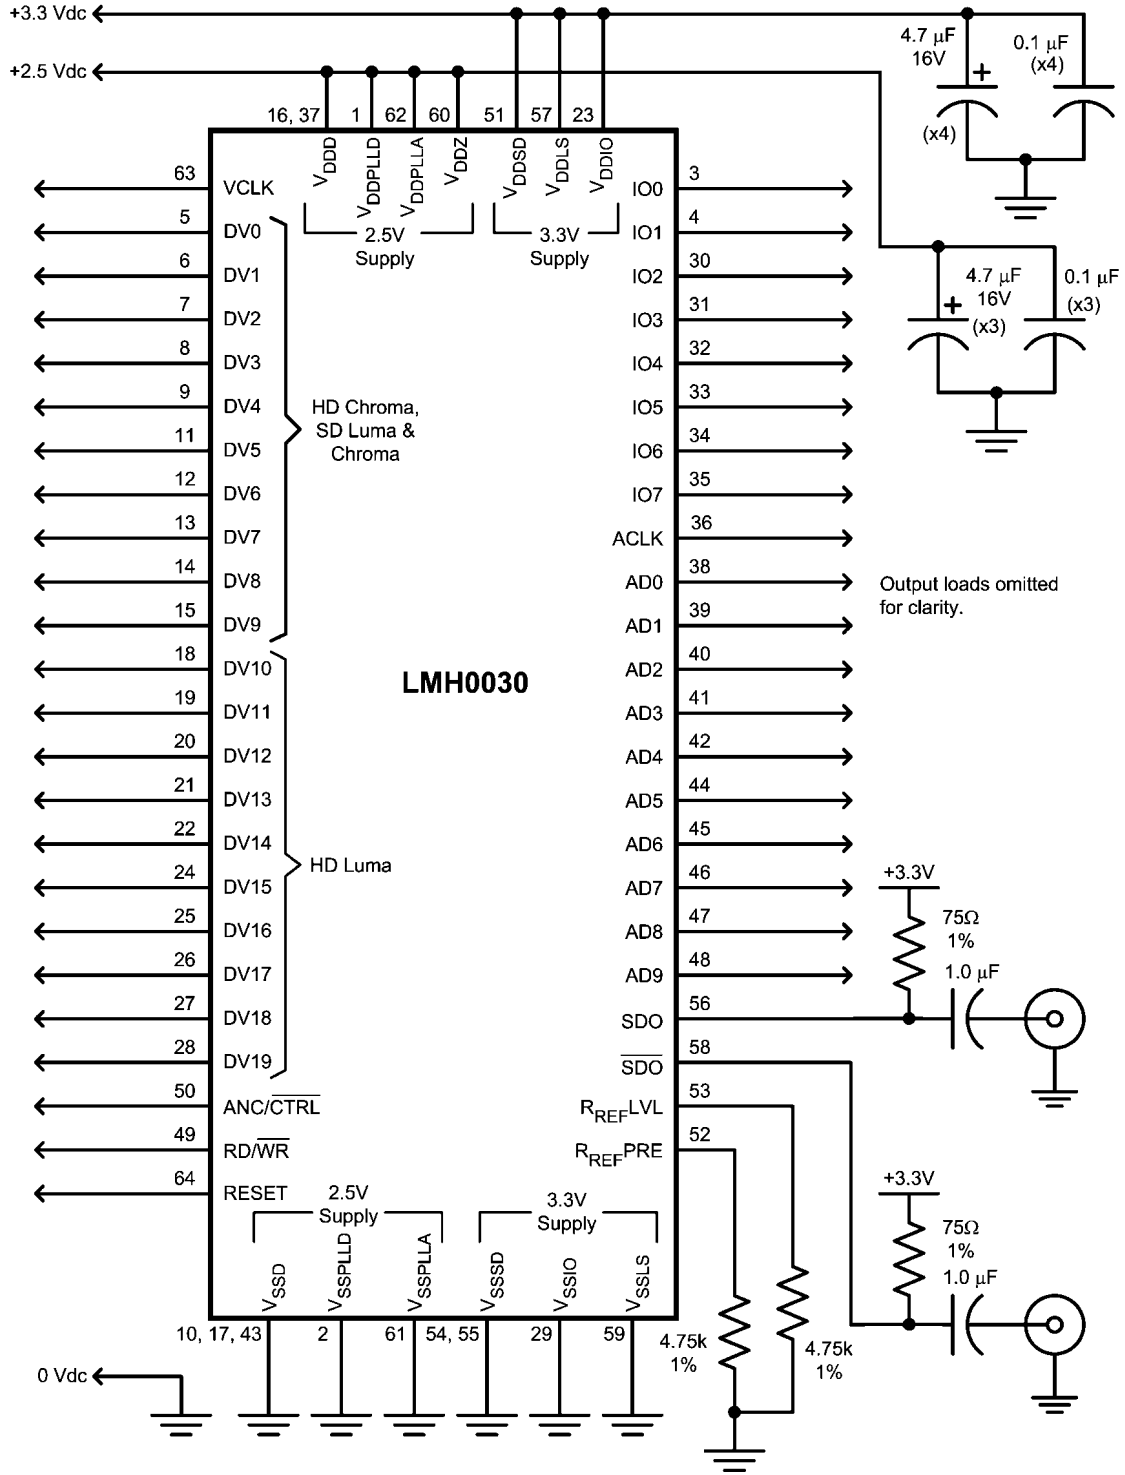 +3.3 Vdc
4.7 µF
16V
+
(x4)
0.1 µF
(x4)
+2.5 Vdc
16, 37
1
62
60
51
57
23
VDDD
VDDPLLD
VDDPLLA
VDDZ
VDDSD
VDDLS
VDDIO
2.5V
Supply
3.3V
Supply
4.7 µF
16V
+
(x3)
0.1 µF
(x3)
63 VCLK
5 DV0
6 DV1
7 DV2
8 DV3
9 DV4
11 DV5
12 DV6
13 DV7
14 DV8
15 DV9
HD Chroma,
SD Luma &
Chroma
18 DV10
19 DV11
20 DV12
21 DV13
22 DV14
24 DV15
25 DV16
26 DV17
27 DV18
28 DV19
HD Luma
50 ANC/C̅T̅R̅L̅
49 RD/W̅R̅
64 RESET
LMH0030
IO0 3
IO1 4
IO2 30
IO3 31
IO4 32
IO5 33
IO6 34
IO7 35
ACLK 36
AD0 38
AD1 39
AD2 40
AD3 41
AD4 42
AD5 44
AD6 45
AD7 46
AD8 47
AD9 48
SDO 56
S̅D̅O̅ 58
RREFLVL 53
RREFPRE 52
Output loads omitted
for clarity.
+3.3V
75Ω
1%
1.0 µF
+3.3V
75Ω
1%
1.0 µF
2.5V
Supply
3.3V
Supply
VSSD
VSSPLLD
VSSPLLA
VSSSD
VSSIO
VSSLS
10, 17, 43
2
61
54, 55
29
59
4.75k
1%
4.75k
1%
0 Vdc